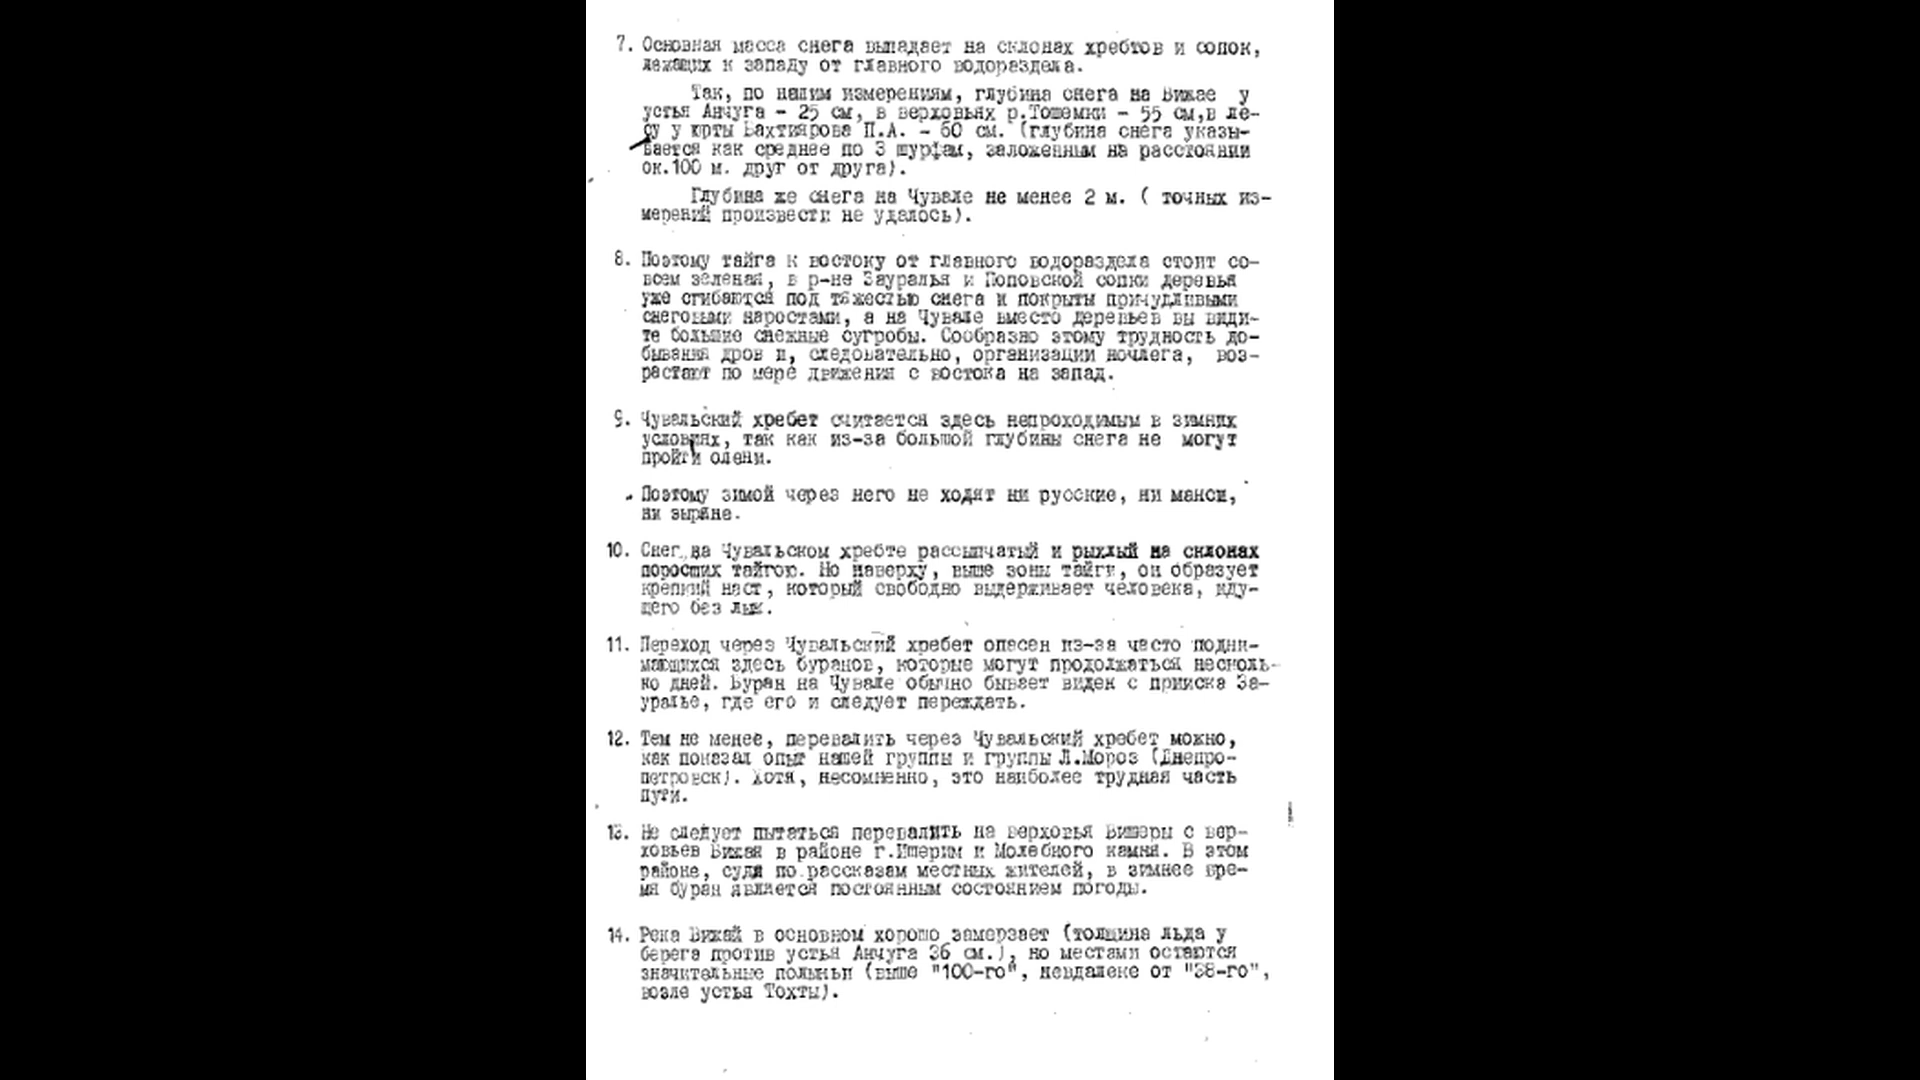 7. Основная масса снега выпадает на склонах хребтов и сопок,
лежащих к западу от главного водораздела.
Так, по нашим измерениям, глубина снега на Вижае у
устья Анчуга - 25 см, в верховьях р.Тошемки - 55 см,в ле-
су у юрты Бахтиярова П.А. - 60 см. (глубина снега указы-
вается как среднее по 3 шурфам, заложенным на расстоянии
ок.100 м. друг от друга).
Глубина же снега на Чувале не менее 2 м. ( точных из-
мерений произвести не удалось).
8. Поэтому тайга к востоку от главного водораздела стоит со-
всем зеленая, в р-не Зауралья и Поповской сопки деревья
уже сгибаются под тяжестью снега и покрыты причудливыми
снеговыми наростами, а на Чувале вместо деревьев вы види-
те большие снежные сугробы. Сообразно этому трудность до-
бывания дров и, следовательно, организации ночлега, воз-
растают по мере движения с востока на запад.
9. Чувальский хребет считается здесь непроходимым в зимних
условиях, так как из-за большой глубины снега не могут
пройти олени.
Поэтому зимой через него не ходят ни русские, ни манси,
ни зыряне.
10. Снег на Чувальском хребте рассыпчатый и рыхлый на склонах
поросших тайгою. Но наверху, выше зоны тайги, он образует
крепкий наст, который свободно выдерживает человека, иду-
щего без лыж.
11. Переход через Чувальский хребет опасен из-за часто подни-
мающихся здесь буранов, которые могут продолжаться несколь-
ко дней. Буран на Чувале обычно бывает виден с прииска За-
уралье, где его и следует переждать.
12. Тем не менее, перевалить через Чувальский хребет можно,
как показал опыт нашей группы и группы Л.Мороз (Днепро-
петровск). Хотя, несомненно, это наиболее трудная часть
пути.
13. Не следует пытаться перевалить на верховья Вишеры с вер-
ховьев Вижая в районе г.Ишерим и Молебного камня. В этом
районе, судя по рассказам местных жителей, в зимнее вре-
мя буран является постоянным состоянием погоды.
14. Река Вижай в основном хорошо замерзает (толщина льда у
берега против устья Анчуга 36 см.), но местами остаются
значительные полыньи (выше "100-го", невдалеке от "38-го",
возле устья Тохты).